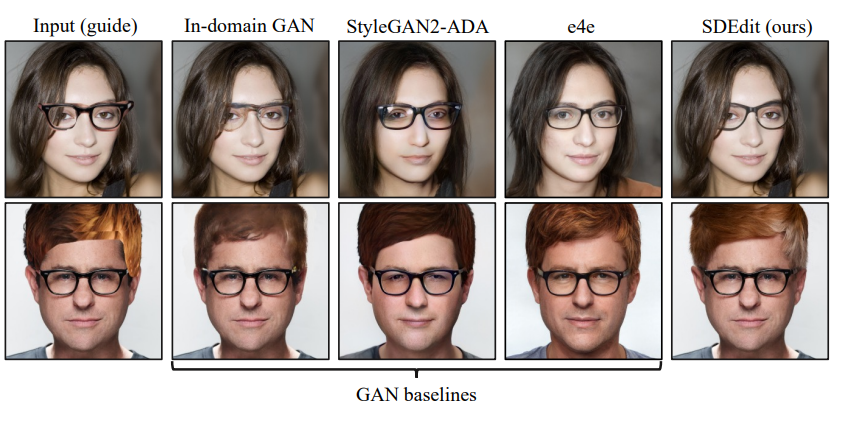 Input (guide)
In-domain GAN
StyleGAN2-ADA
e4e
SDEdit (ours)
GAN baselines